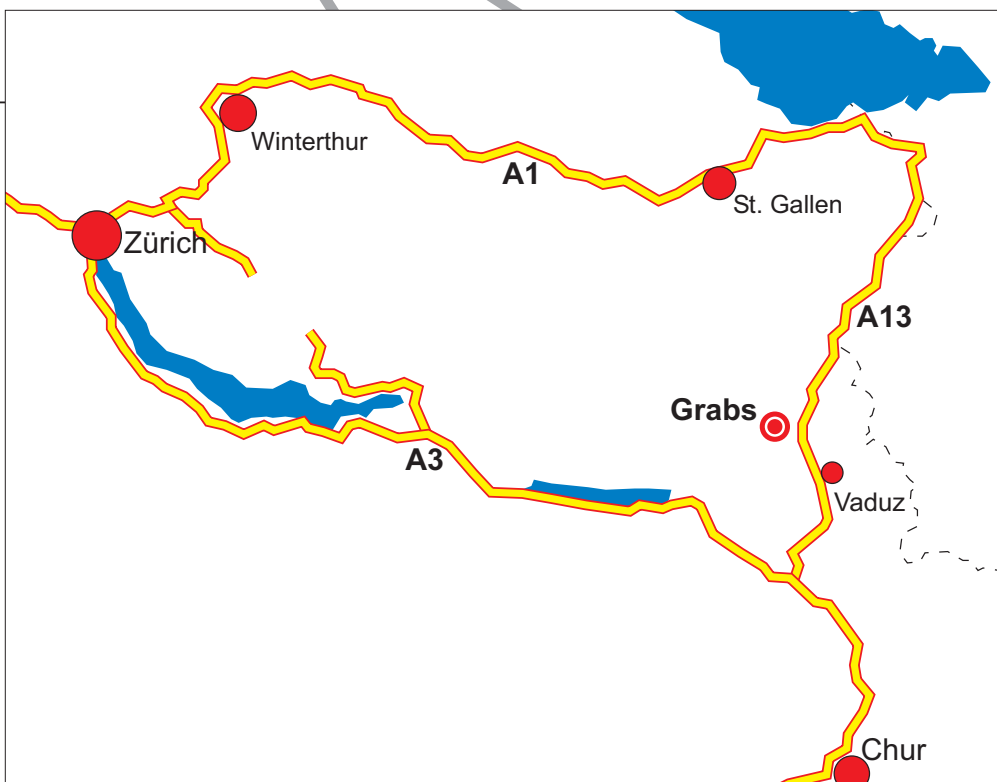 Winterthur
A1
St. Gallen
Zürich
A13
Grabs
A3
Vaduz
Chur